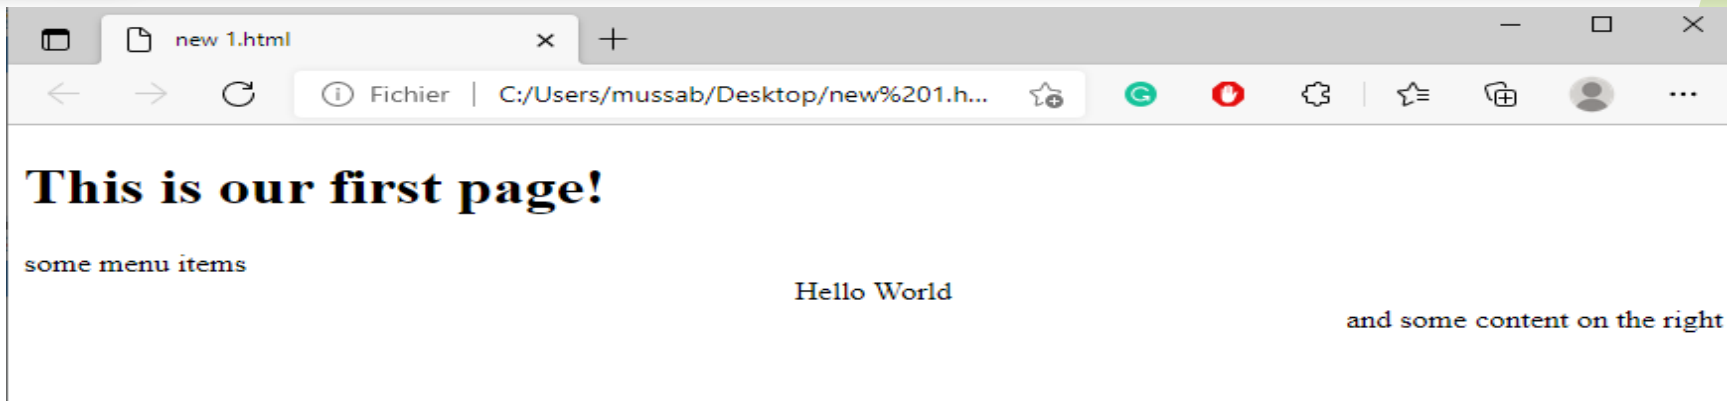 new 1.html
Fichier | C:/Users/mussab/Desktop/new%201.h...
This is our first page!
some menu items
Hello World
and some content on the right